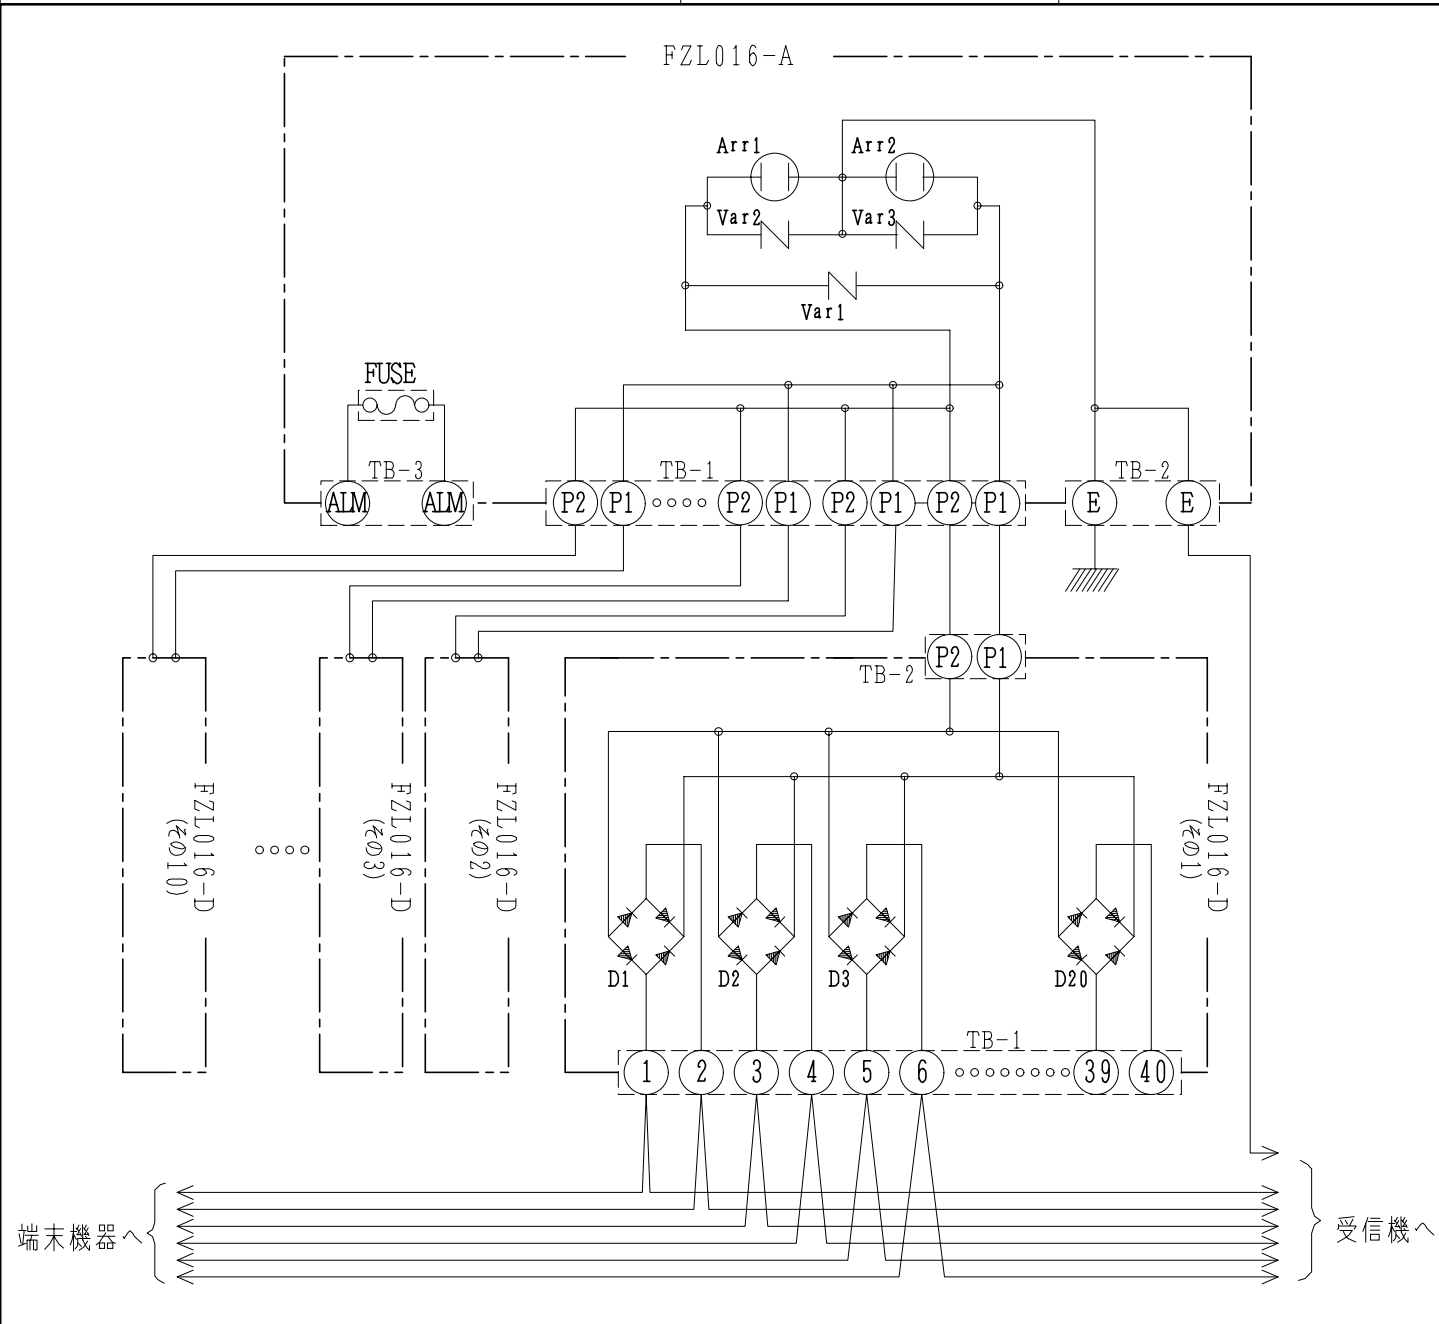 FZL016-A
Arr1
Arr2
Var2
Var3
Var1
FUSE
TB-3
TB-1
TB-2
ALM
ALM
P2
P1
P2
P1
P2
P1
P2
P1
E
E
P2
P1
TB-2
FZL016-D
(その10)
FZL016-D
(その3)
FZL016-D
(その2)
FZL016-D
(その1)
D1
D2
D3
D20
TB-1
1
2
3
4
5
6
39
40
端末機器へ
受信機へ